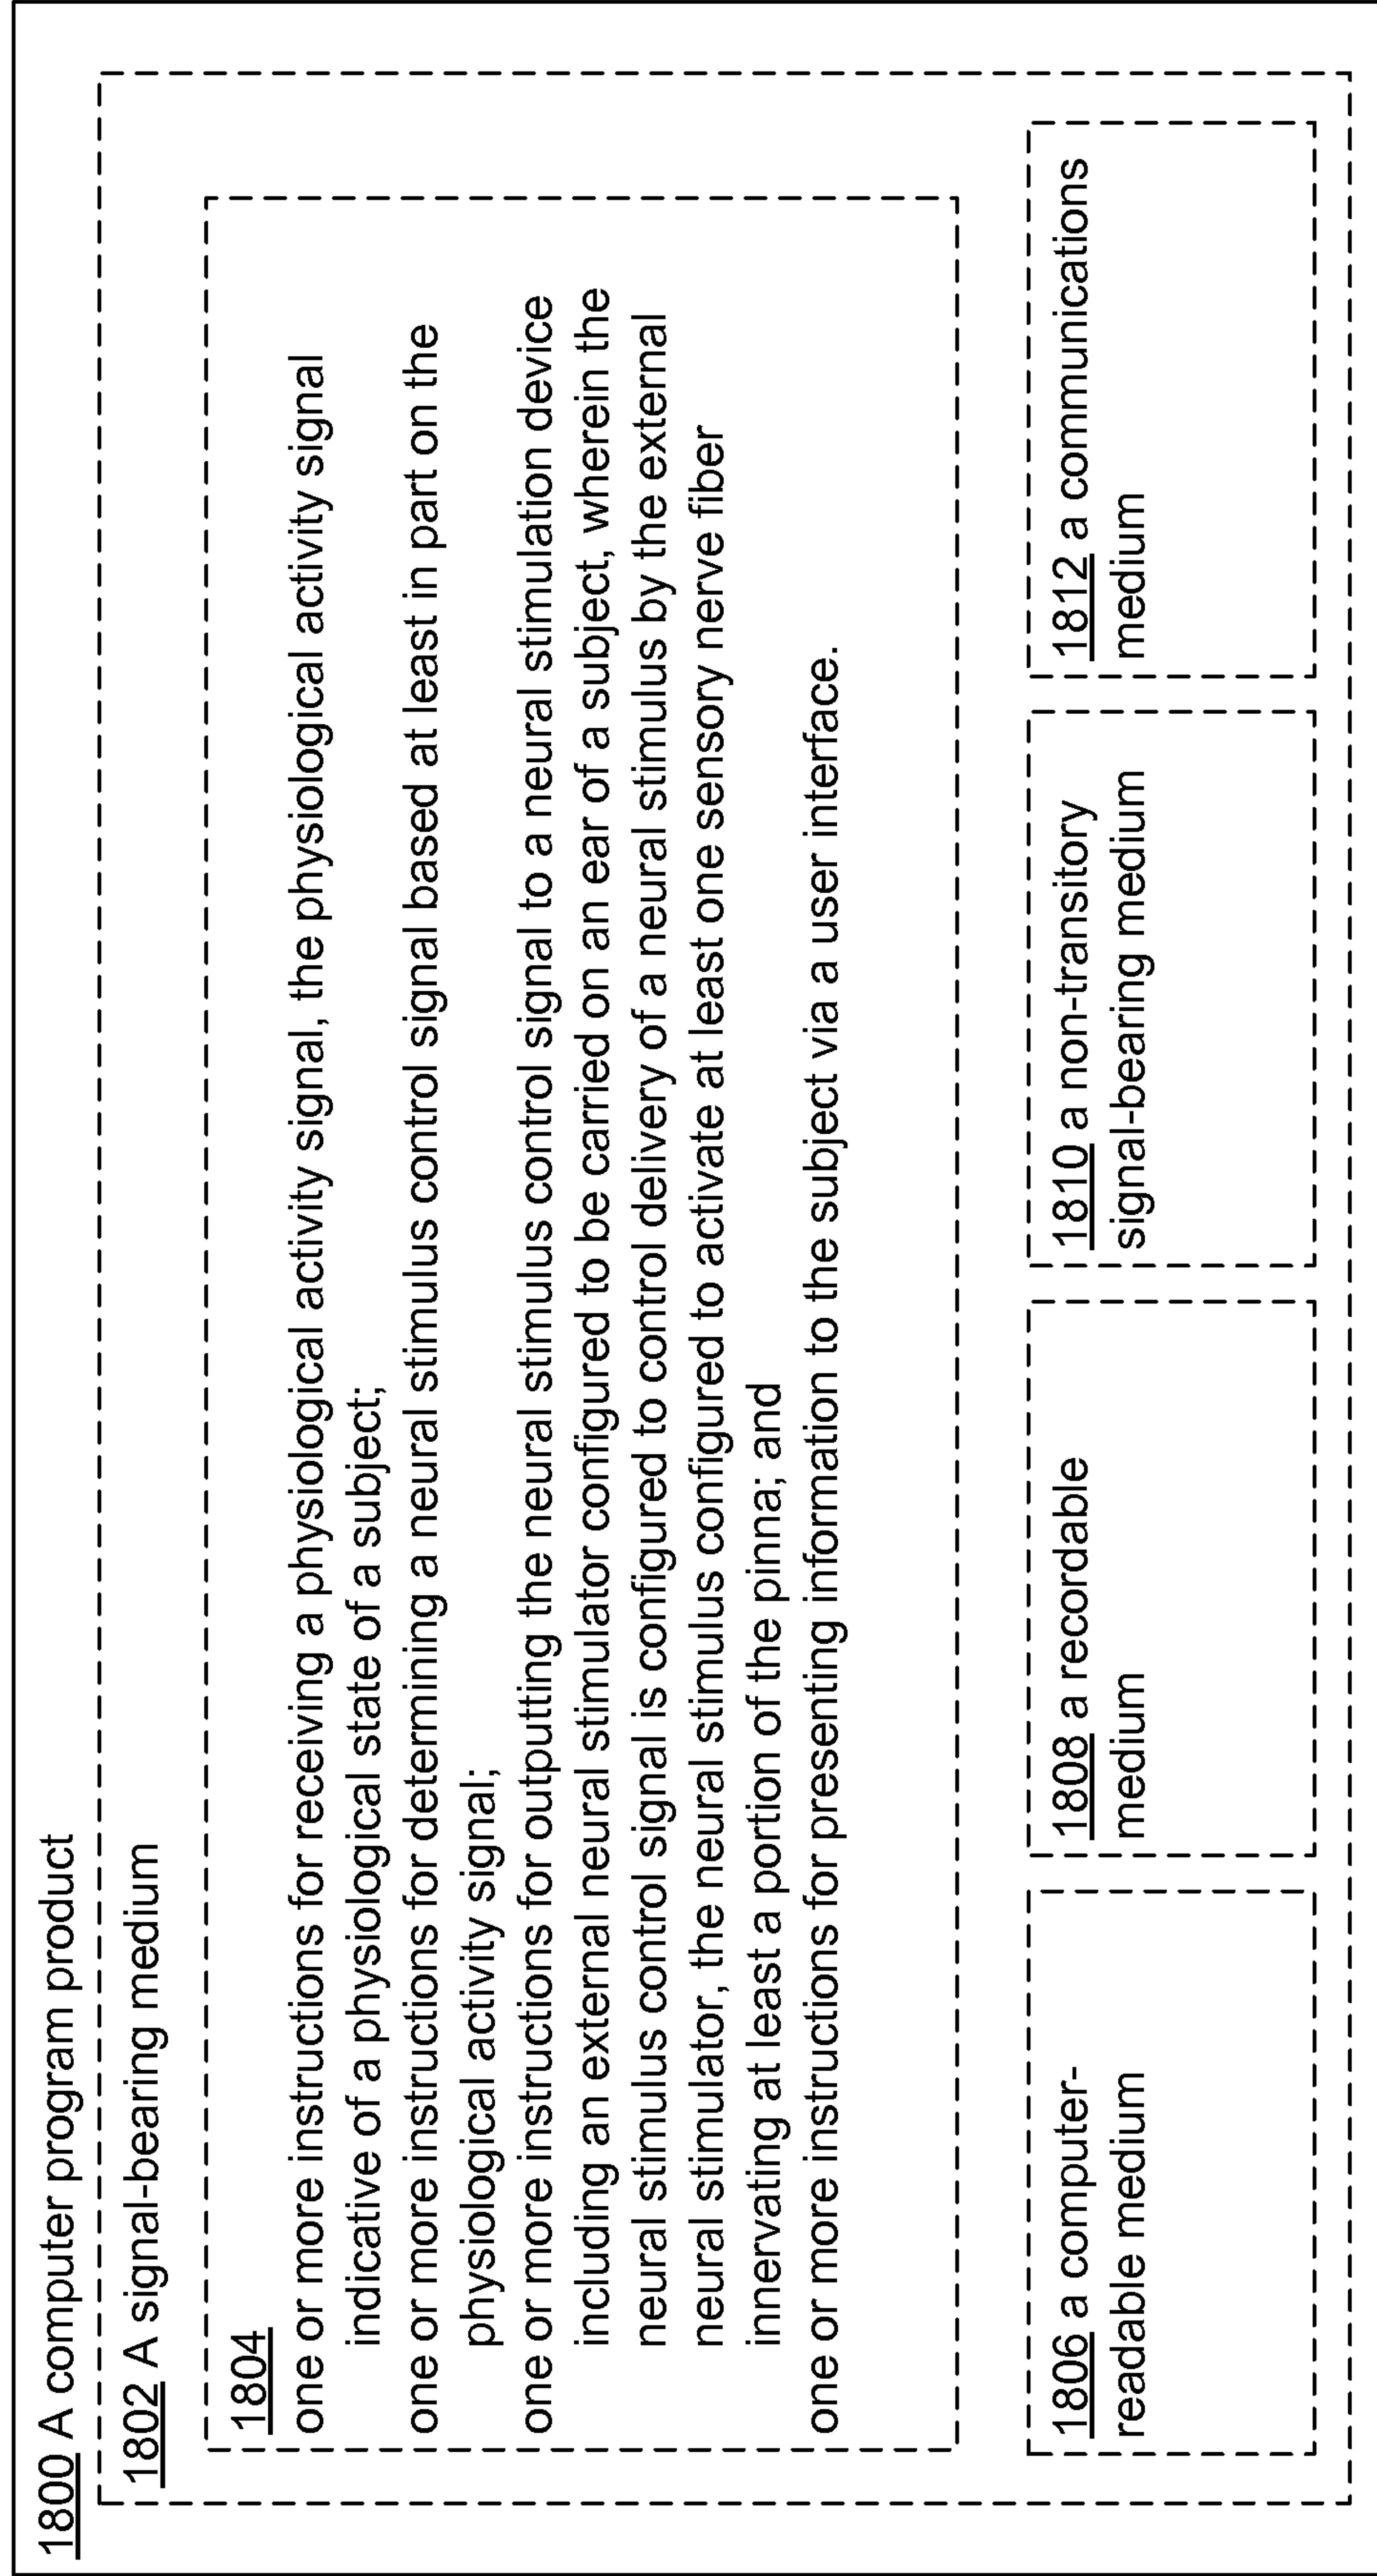 1800 A computer program product
1802 A signal-bearing medium
1804
one or more instructions for receiving a physiological activity signal, the physiological activity signal
indicative of a physiological state of a subject;
one or more instructions for determining a neural stimulus control signal based at least in part on the
physiological activity signal;
one or more instructions for outputting the neural stimulus control signal to a neural stimulation device
including an external neural stimulator configured to be carried on an ear of a subject, wherein the
neural stimulus control signal is configured to control delivery of a neural stimulus by the external
neural stimulator, the neural stimulus configured to activate at least one sensory nerve fiber
innervating at least a portion of the pinna; and
one or more instructions for presenting information to the subject via a user interface.
1806 a computer-
readable medium
1808 a recordable
medium
1810 a non-transitory
signal-bearing medium
1812 a communications
medium